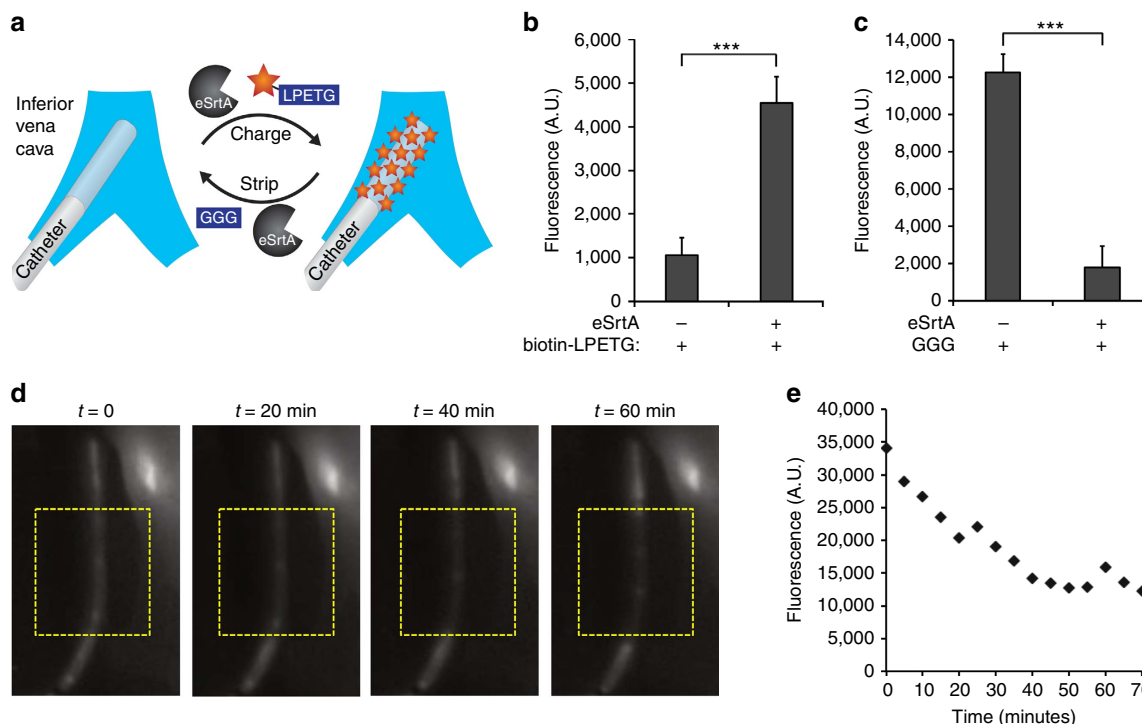 a
Inferior
vena
cava
eSrtA
LPETG
Charge
Strip
GGG
eSrtA
Catheter
Catheter
b
Fluorescence (A.U.)
6,000
5,000
4,000
3,000
2,000
1,000
0
***
eSrtA – +
biotin-LPETG: + +
c
Fluorescence (A.U.)
14,000
12,000
10,000
8,000
6,000
4,000
2,000
0
***
eSrtA – +
GGG + +
d
t = 0
t = 20 min
t = 40 min
t = 60 min
e
Fluorescence (A.U.)
40,000
35,000
30,000
25,000
20,000
15,000
10,000
5,000
0
0 10 20 30 40 50 60 70
Time (minutes)